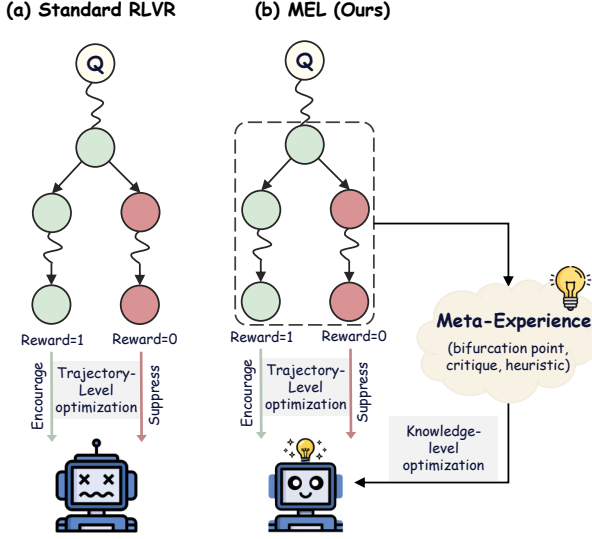 (a) Standard RLVR
Q
Reward=1
Reward=0
Encourage
Trajectory-
Level
optimization
Suppress
(b) MEL (Ours)
Q
Reward=1
Reward=0
Encourage
Trajectory-
Level
optimization
Suppress
Meta-Experience
(bifurcation point,
critique, heuristic)
Knowledge-
level
optimization